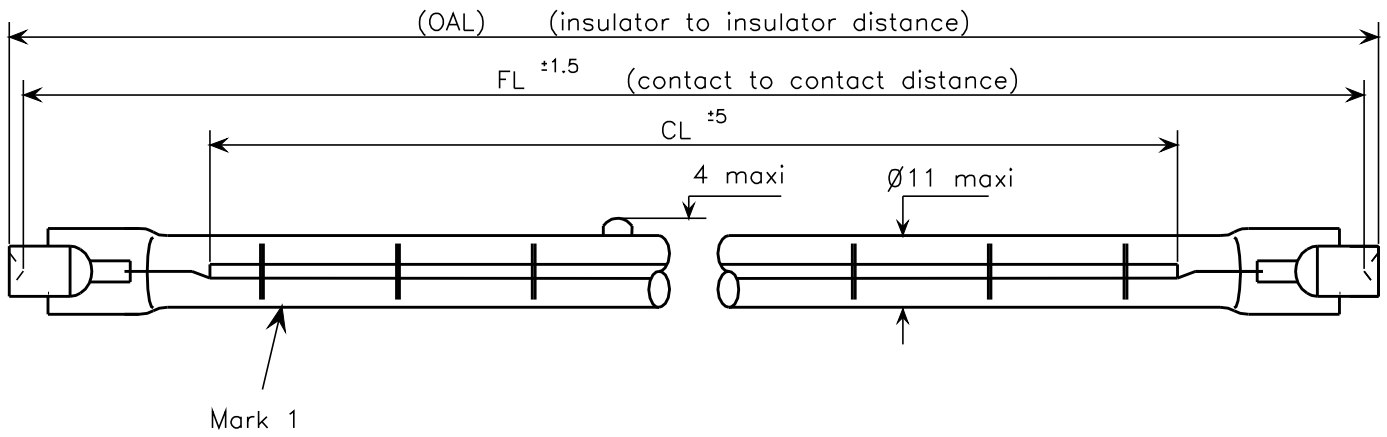 (OAL) (insulator to insulator distance)
FL ±1.5 (contact to contact distance)
CL ±5
4 maxi
Ø11 maxi
Mark 1